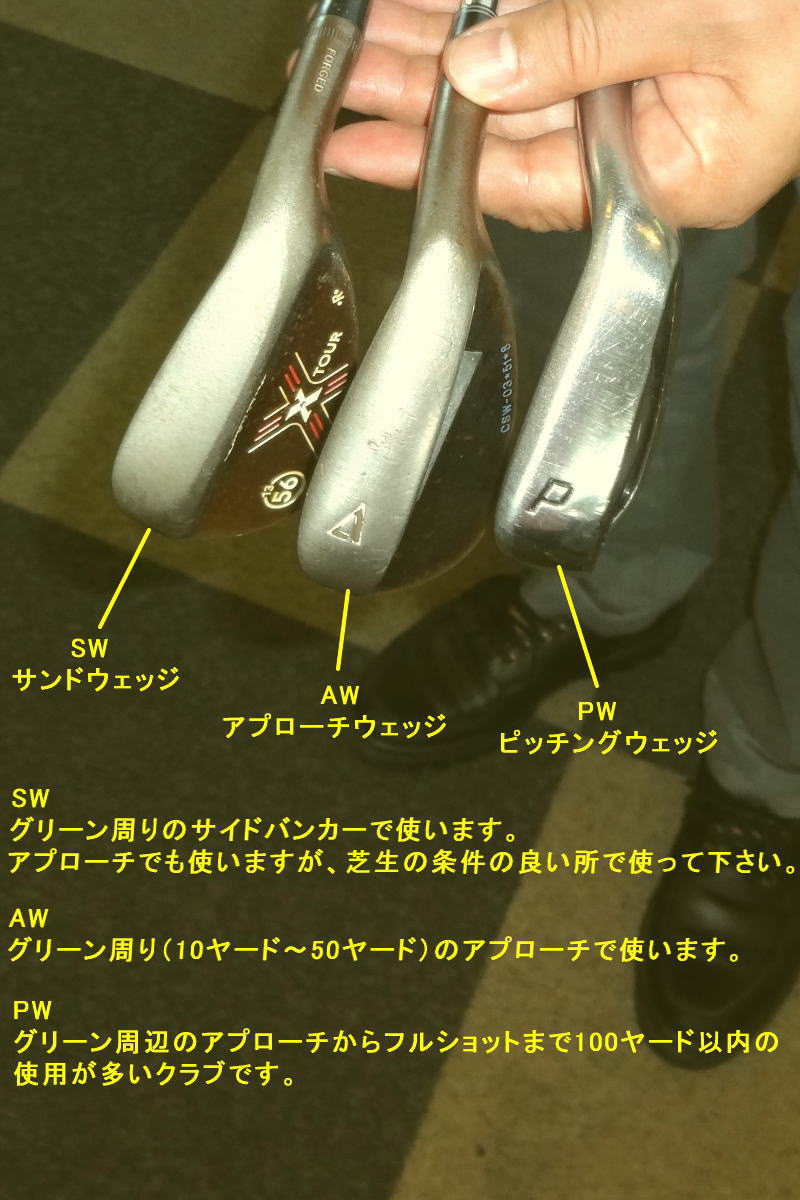 FORGED
TOUR
X
13
56
CSW-03*51*8
A
P
SW
サンドウェッジ
AW
アプローチウェッジ
PW
ピッチングウェッジ
SW
グリーン周りのサイドバンカーで使います。
アプローチでも使いますが、芝生の条件の良い所で使って下さい。
AW
グリーン周り(10ヤード～50ヤード)のアプローチで使います。
PW
グリーン周辺のアプローチからフルショットまで100ヤード以内の
使用が多いクラブです。